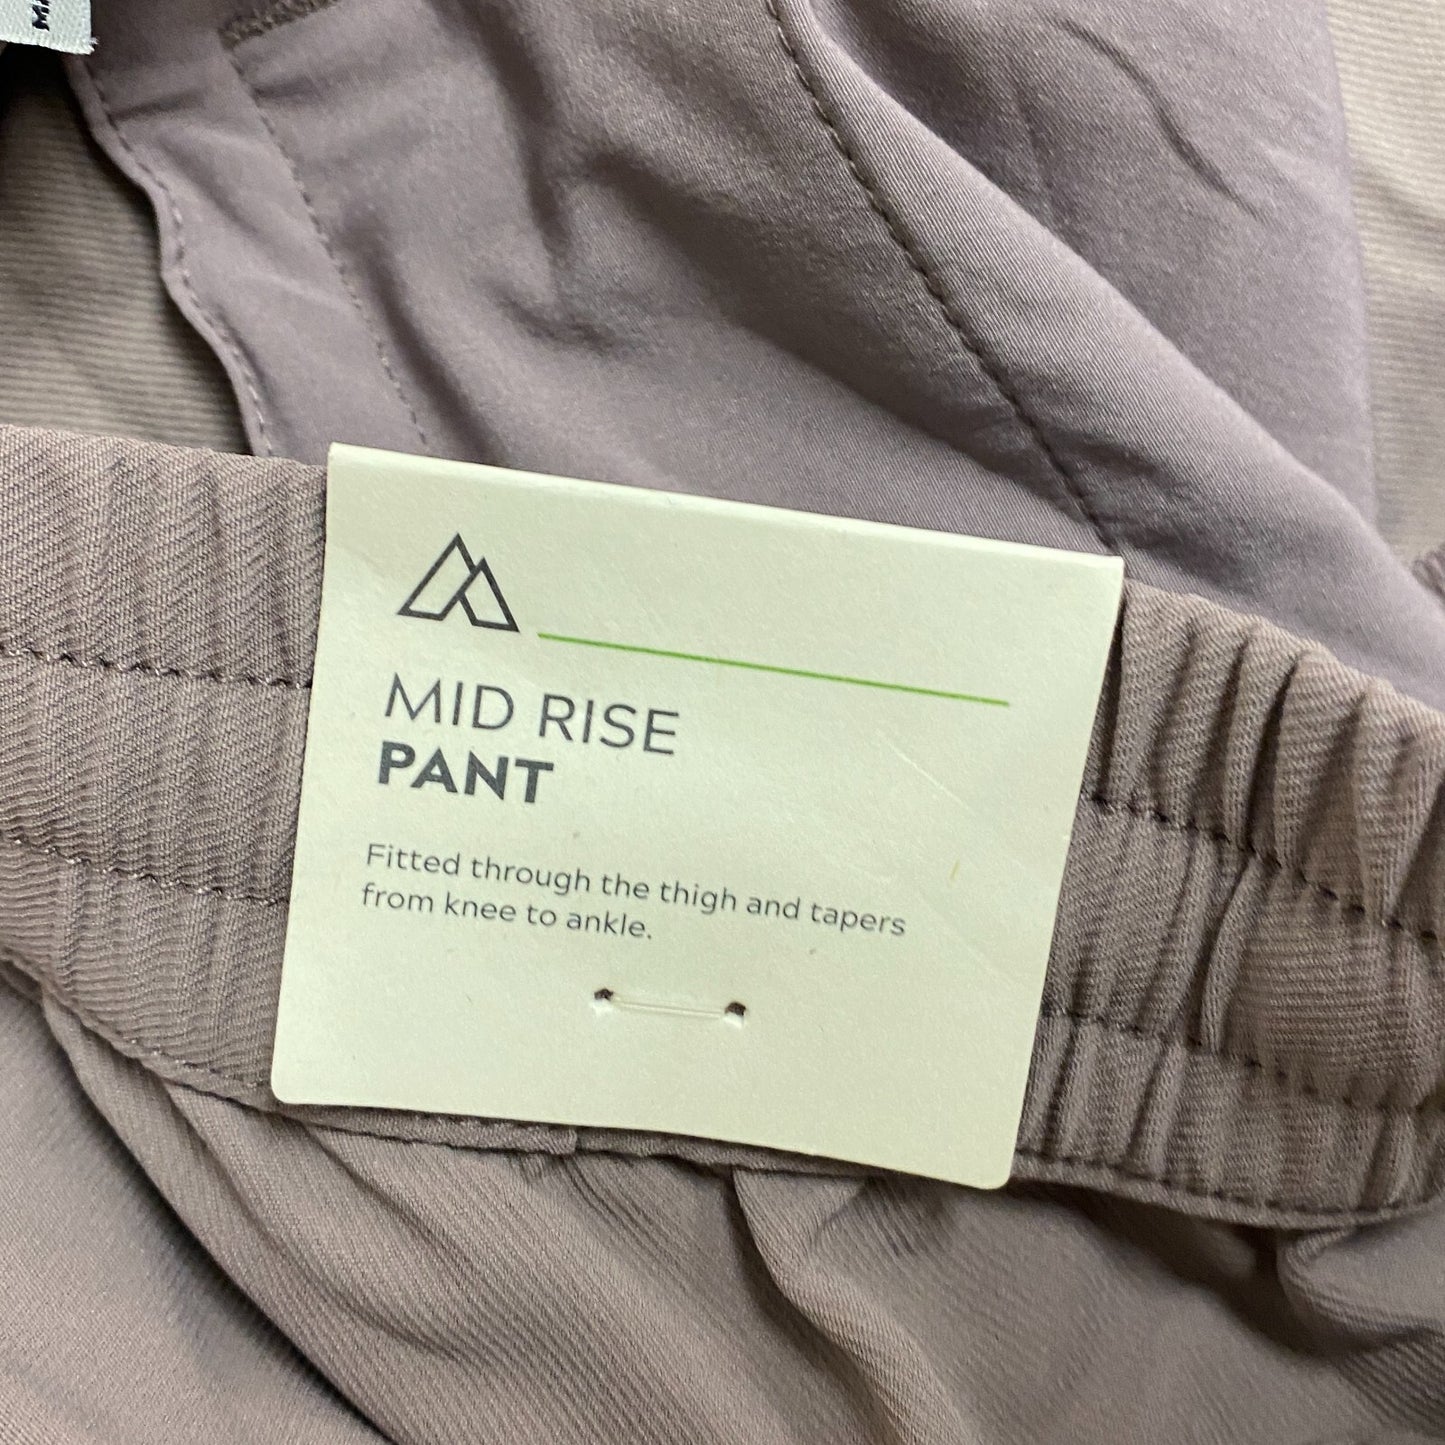 MID RISE
PANT
Fitted through the thigh and tapers
from knee to ankle.